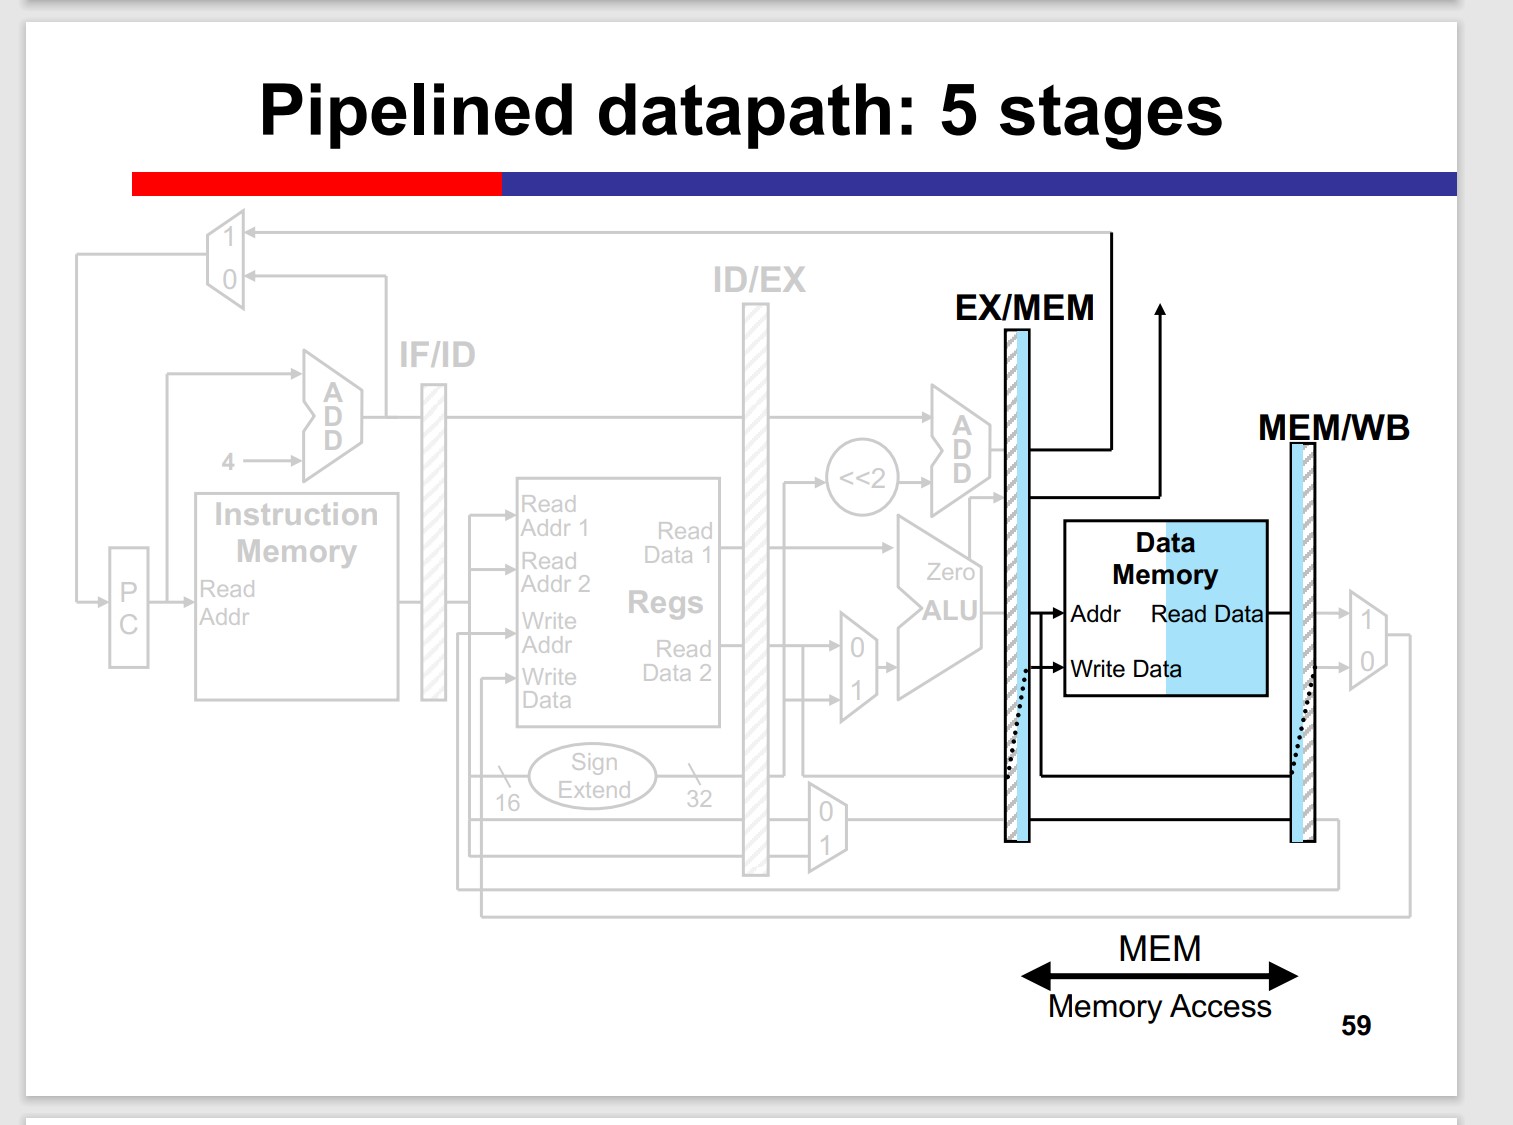 Pipelined datapath: 5 stages
1
0
ID/EX
EX/MEM
IF/ID
MEM/WB
A
D
D
4
A
D
D
<<2
Instruction
Memory
Read
Addr
P
C
Read
Addr 1
Read
Addr 2
Write
Addr
Write
Data
Read
Data 1
Regs
Read
Data 2
Zero
ALU
0
1
Data
Memory
Addr
Read Data
Write Data
1
0
Sign
Extend
16
32
0
1
MEM
Memory Access
59